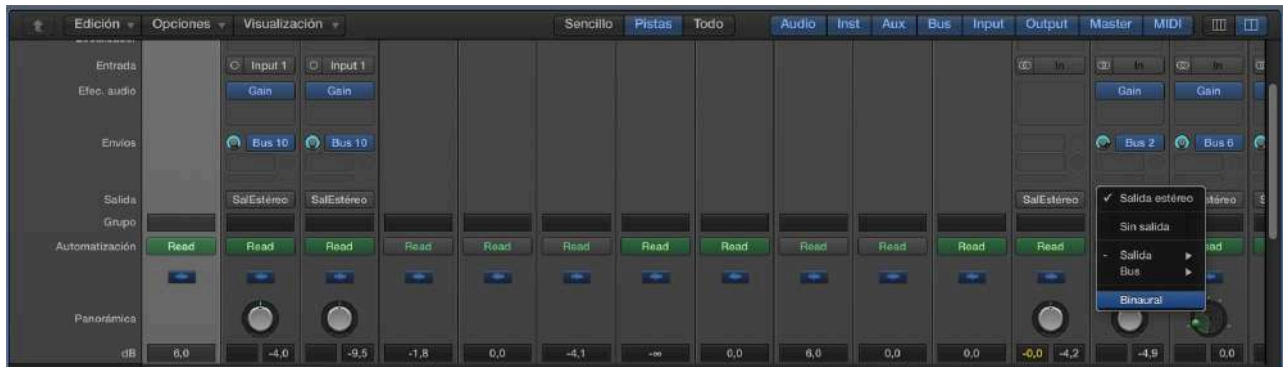 Edición Opciones Visualización Sencillo Pistas Todo Audio Inst Aux Bus Input Output Master MIDI
Entrada Input 1 Input 1 In In In
Efec. audio Gain Gain Gain Gain
Envíos Bus 10 Bus 10 Bus 2 Bus 6
Salida SalEstéreo SalEstéreo SalEstéreo ✓ Salida estéreo
Grupo Sin salida
Automatización Read Read Read Read Read Read Read Read Read Read Read Read
- Salida ▶
Bus ▶
Binaural
Panorámica
dB 6,0 -4,0 -9,5 -1,8 0,0 -4,1 -∞ 0,0 6,0 0,0 0,0 -0,0 -4,2 -4,9 0,0